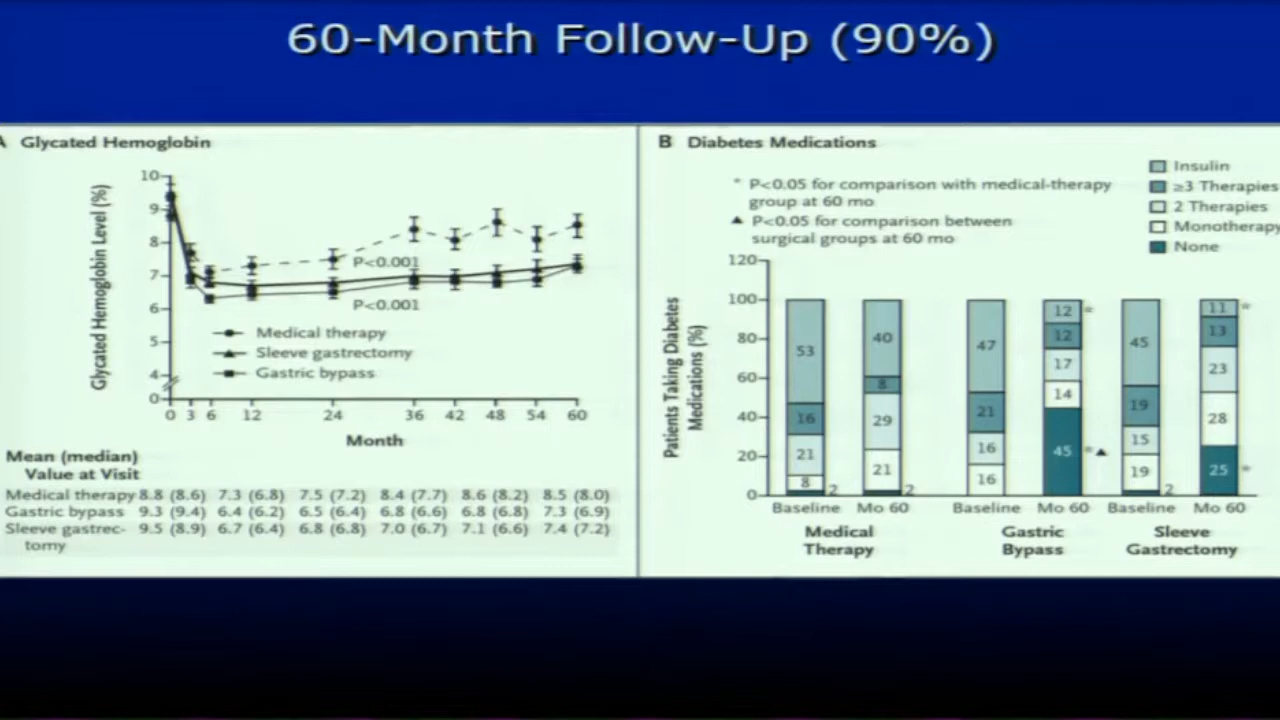 60-Month Follow-Up (90%)
A Glycated Hemoglobin
Glycated Hemoglobin Level (%)
10
9
8
7
6
5
4
0
P<0.001
P<0.001
Medical therapy
Sleeve gastrectomy
Gastric bypass
0 3 6 12 24 36 42 48 54 60
Month
Mean (median)
Value at Visit
Medical therapy 8.8 (8.6) 7.3 (6.8) 7.5 (7.2) 8.4 (7.7) 8.6 (8.2) 8.5 (8.0)
Gastric bypass 9.3 (9.4) 6.4 (6.2) 6.5 (6.4) 6.8 (6.6) 6.8 (6.8) 7.3 (6.9)
Sleeve gastrec- 9.5 (8.9) 6.7 (6.4) 6.8 (6.8) 7.0 (6.7) 7.1 (6.6) 7.4 (7.2)
tomy
B Diabetes Medications
* P<0.05 for comparison with medical-therapy
group at 60 mo
▲ P<0.05 for comparison between
surgical groups at 60 mo
Insulin
≥3 Therapies
2 Therapies
Monotherapy
None
Patients Taking Diabetes
Medications (%)
120
100
80
60
40
20
0
53
16
21
8
2
40
8
29
21
2
47
21
16
16
12 *
12
17
14
45 * ▲
45
19
15
19
2
11 *
13
23
28
25 *
Baseline Mo 60 Baseline Mo 60 Baseline Mo 60
Medical
Therapy
Gastric
Bypass
Sleeve
Gastrectomy